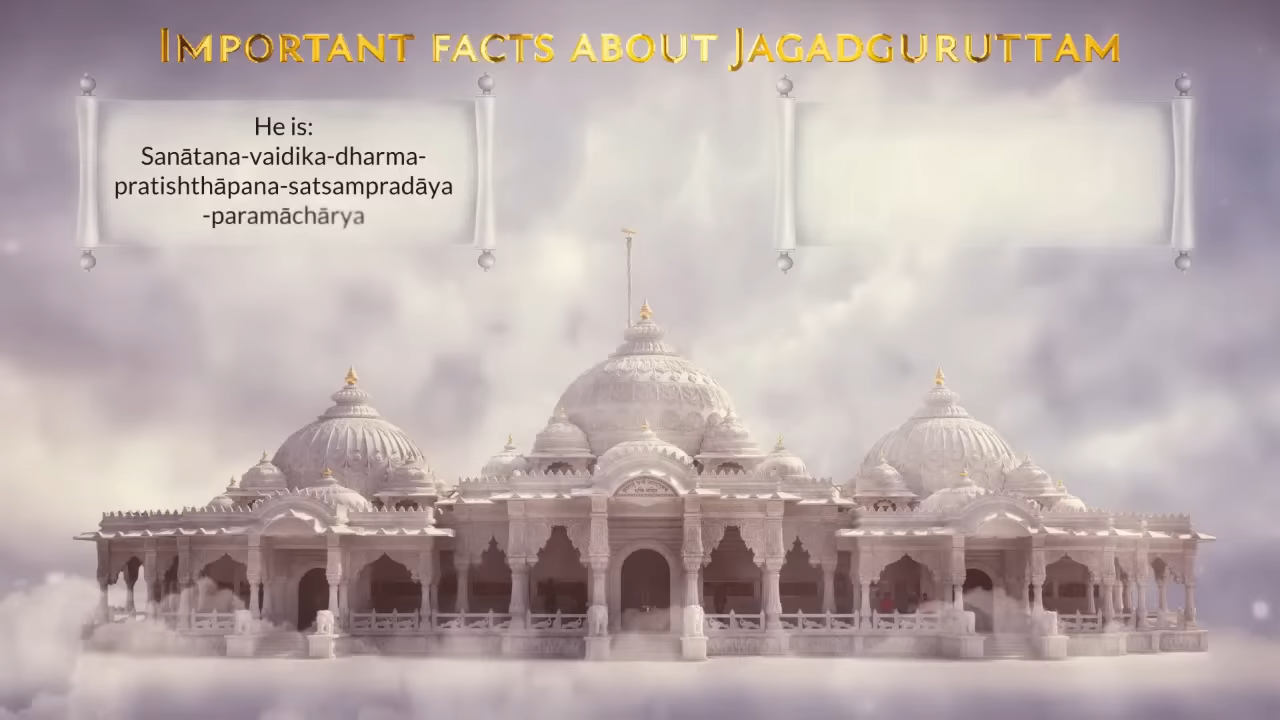 Important facts about Jagadguruttam
He is:
Sanātana-vaidika-dharma-
pratishthāpana-satsampradāya
-paramāchārya